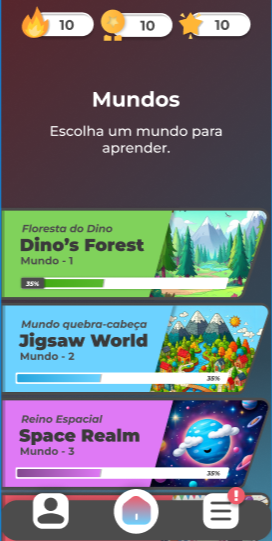 10 10 10
Mundos
Escolha um mundo para
aprender.
Floresta do Dino
Dino's Forest
Mundo - 1
35%
Mundo quebra-cabeça
Jigsaw World
Mundo - 2
35%
Reino Espacial
Space Realm
Mundo - 3
35%
!